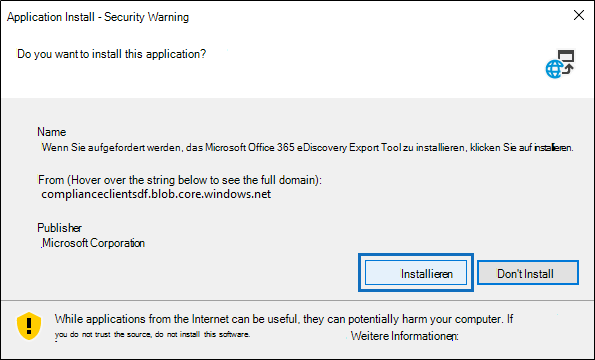 Application Install - Security Warning
Do you want to install this application?
Name
Wenn Sie aufgefordert werden, das Microsoft Office 365 eDiscovery Export Tool zu installieren, klicken Sie auf installieren.
From (Hover over the string below to see the full domain):
complianceclientsdf.blob.core.windows.net
Publisher
Microsoft Corporation
Installieren
Don't Install
While applications from the Internet can be useful, they can potentially harm your computer. If
you do not trust the source, do not install this software.
Weitere Informationen: